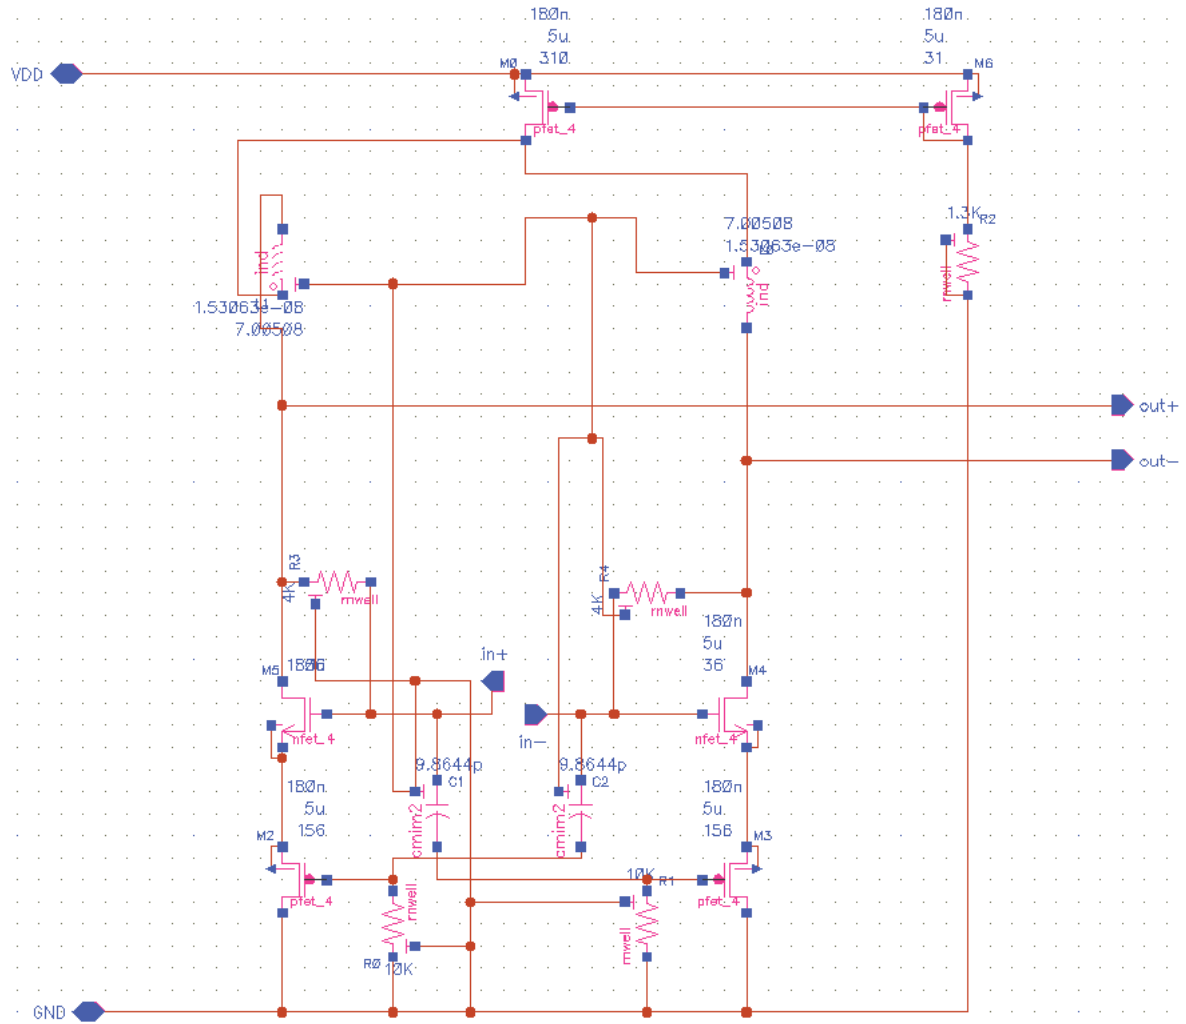 180n
5u
310
180n
5u
31
VDD
M0
M6
pfet_4
pfet_4
1.3K
R2
7.00508
1.53063e-08
ind
ind
rnwell
1.53063e-08
7.00508
out+
out-
R3
4K
rnwell
R4
4K
rnwell
180n
5u
36
in+
M5
M4
nfet_4
in-
nfet_4
9.8644p
C1
9.8644p
C2
180n
5u
156
180n
5u
156
cmim2
cmim2
M2
M3
10K
R1
pfet_4
rnwell
pfet_4
rnwell
R0
10K
GND